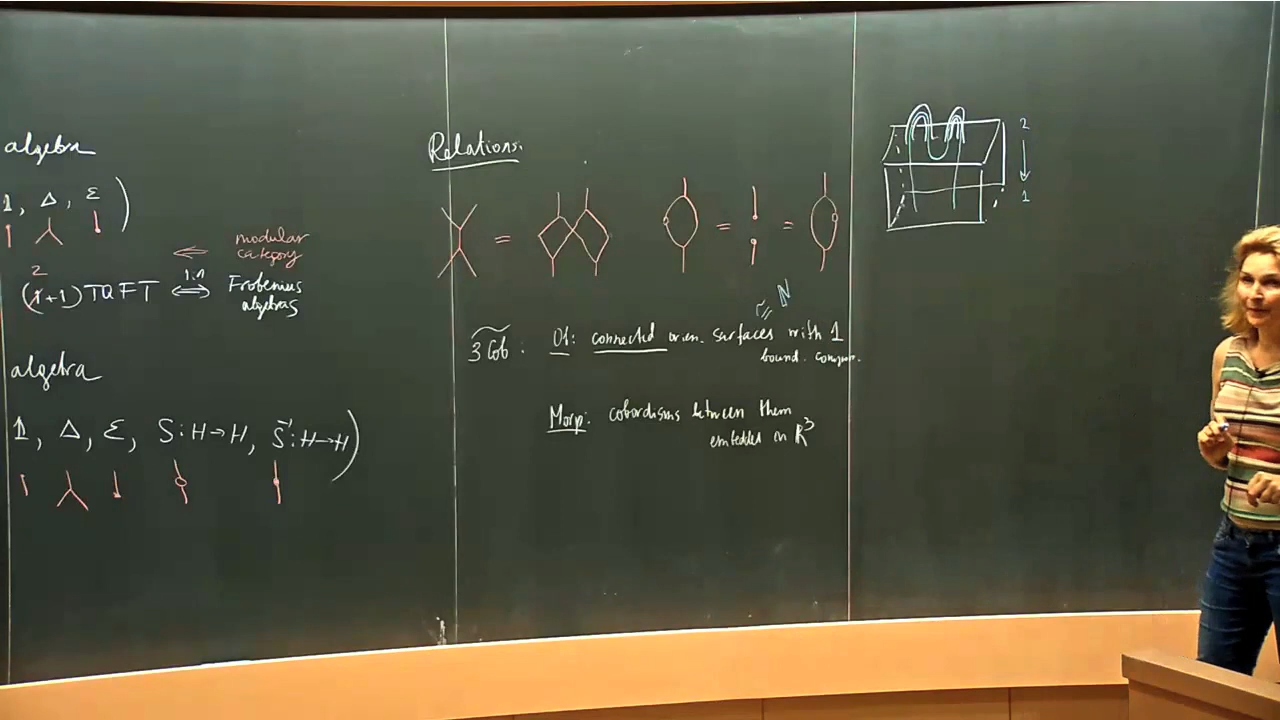 algebra
1, Δ, ε )
modular
category
2
(1+1) TQFT ⟺ 1:1 Frobenius
algebras
algebra
1, Δ, ε, S: H→H, S⁻¹: H→H )
Relations:
= = =
≅ N
3Cob : Ob: connected orien. surfaces with 1
bound. compon.
Morp: cobordisms between them
embedded in R³
2
↓
1